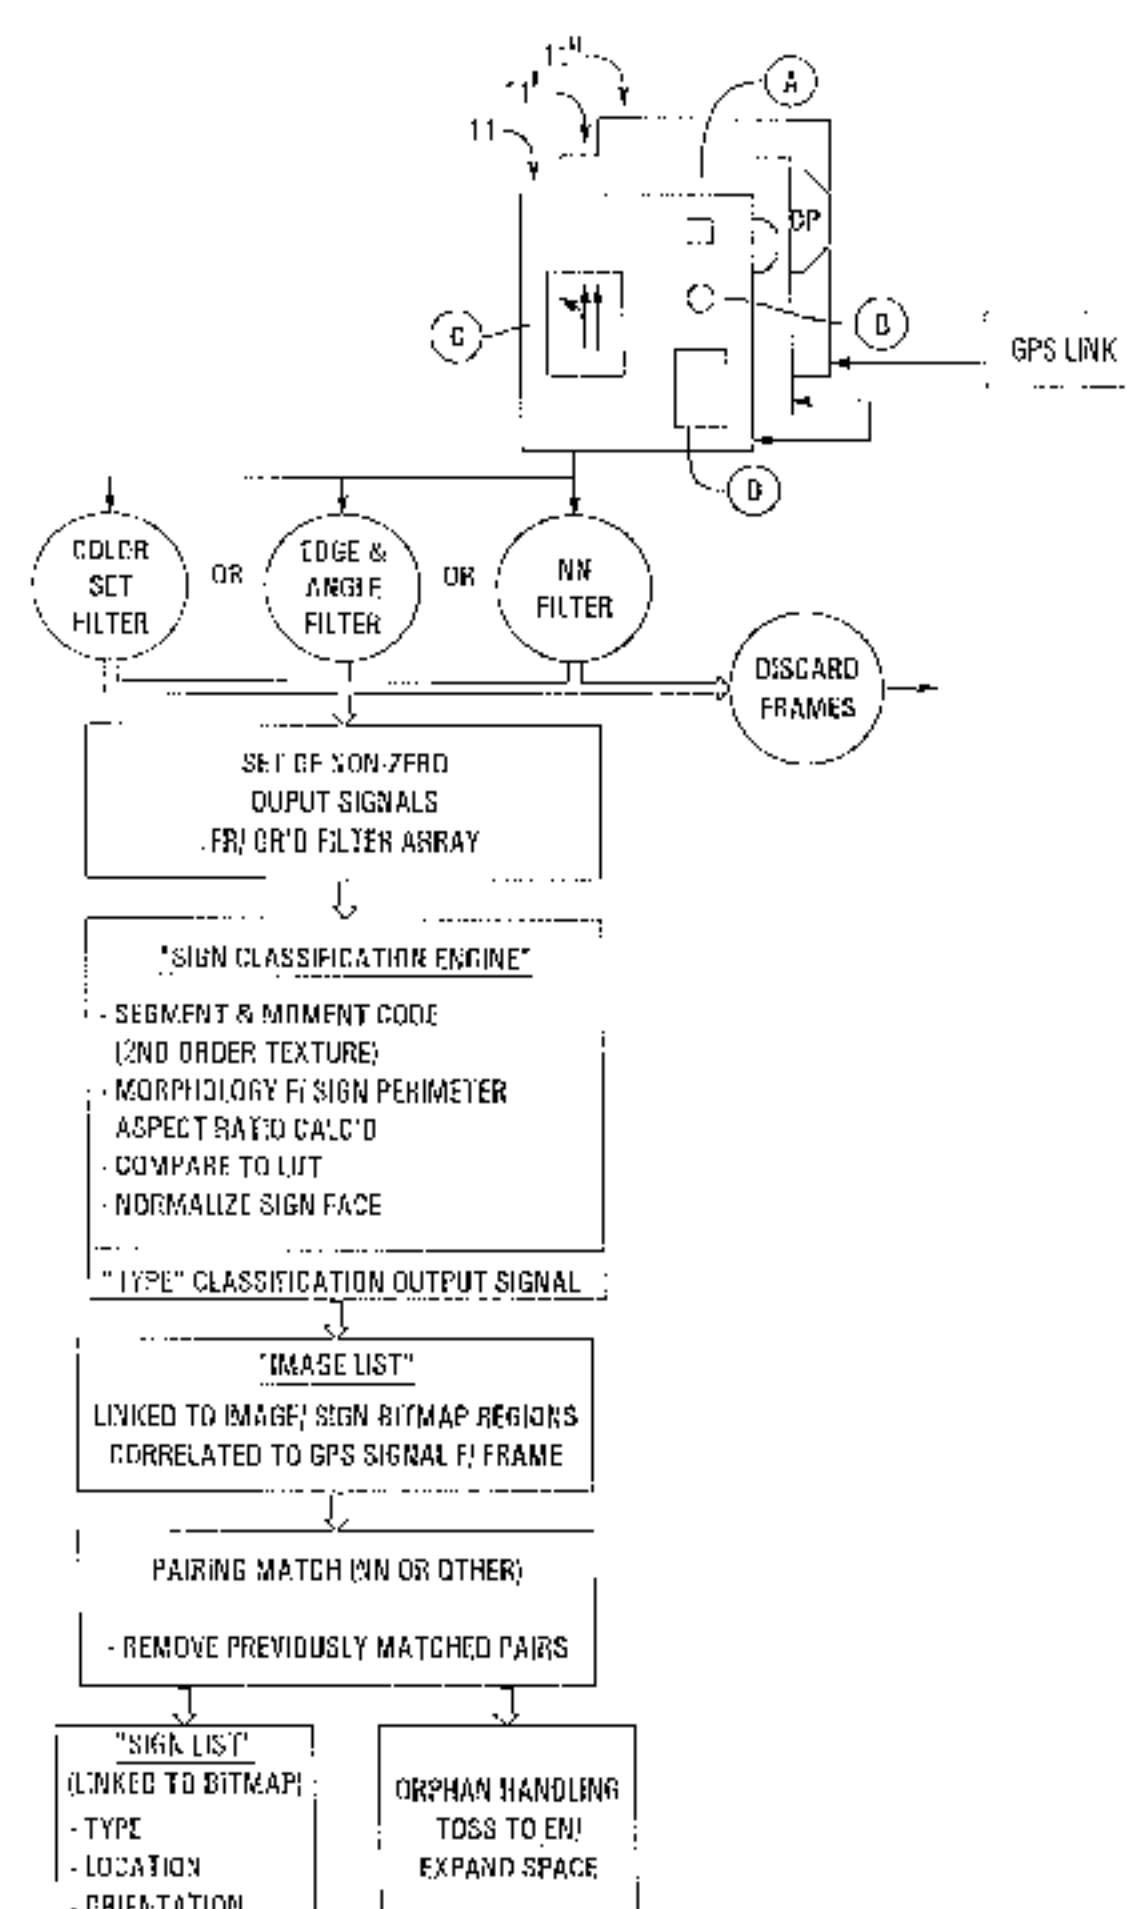 11"
11'
11
A
C
GPS LINK
D
COLOR
SET
FILTER
OR
EDGE &
ANGLE
FILTER
OR
NN
FILTER
DISCARD
FRAMES
SET OF NON-ZERO
OUPUT SIGNALS
FR/ GR'D FILTER ARRAY
"SIGN CLASSIFICATION ENGINE"
- SEGMENT & MOMENT CODE
(2ND ORDER TEXTURE)
- MORPHOLOGY F/ SIGN PERIMETER
ASPECT RATIO CALC'D
- COMPARE TO LUT
- NORMALIZE SIGN FACE
"TYPE" CLASSIFICATION OUTPUT SIGNAL
"IMAGE LIST"
LINKED TO IMAGE/ SIGN BITMAP REGIONS
CORRELATED TO GPS SIGNAL F/ FRAME
PAIRING MATCH (NN OR OTHER)
- REMOVE PREVIOUSLY MATCHED PAIRS
"SIGN LIST"
(LINKED TO BITMAP)
- TYPE
- LOCATION
- ORIENTATION
ORPHAN HANDLING
TOSS TO EN/
EXPAND SPACE